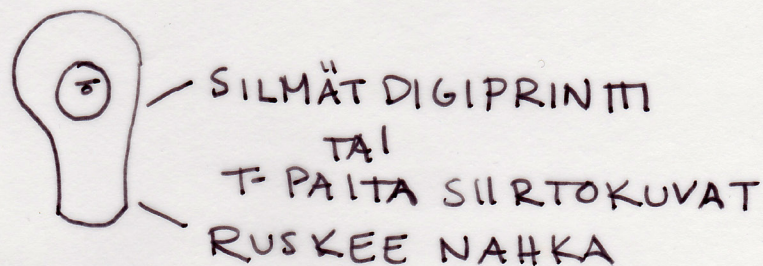 SILMÄT DIGIPRINTTI
TAI
T-PAITA SIIRTOKUVAT
RUSKEE NAHKA